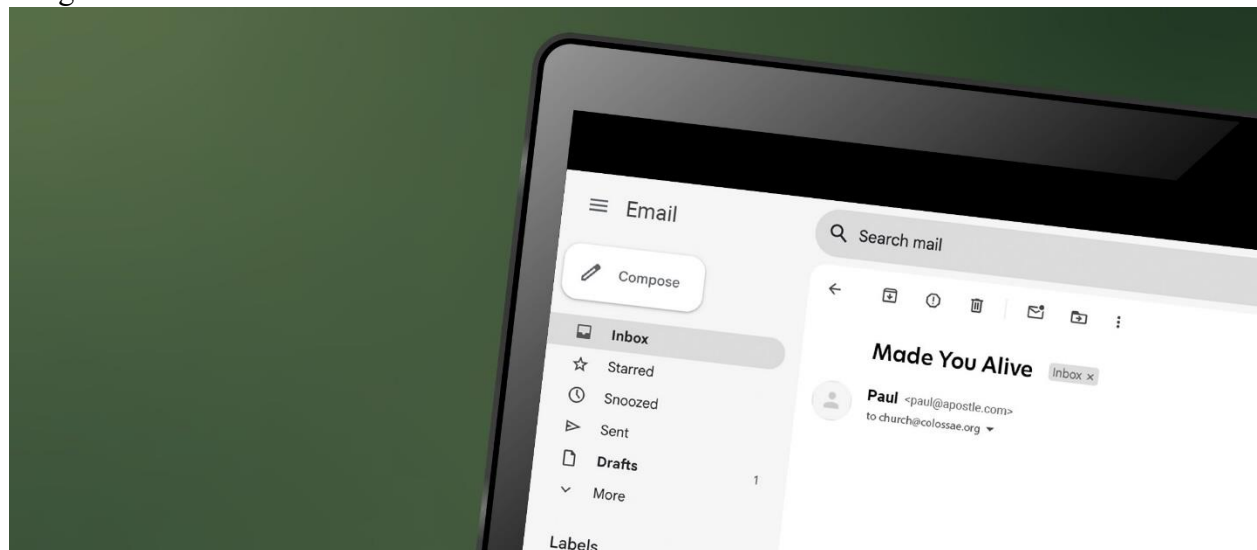 Email
Compose
Inbox
Starred
Snoozed
Sent
Drafts 1
More
Labels
Search mail
Made You Alive Inbox ×
Paul <paul@apostle.com>
to church@colossae.org